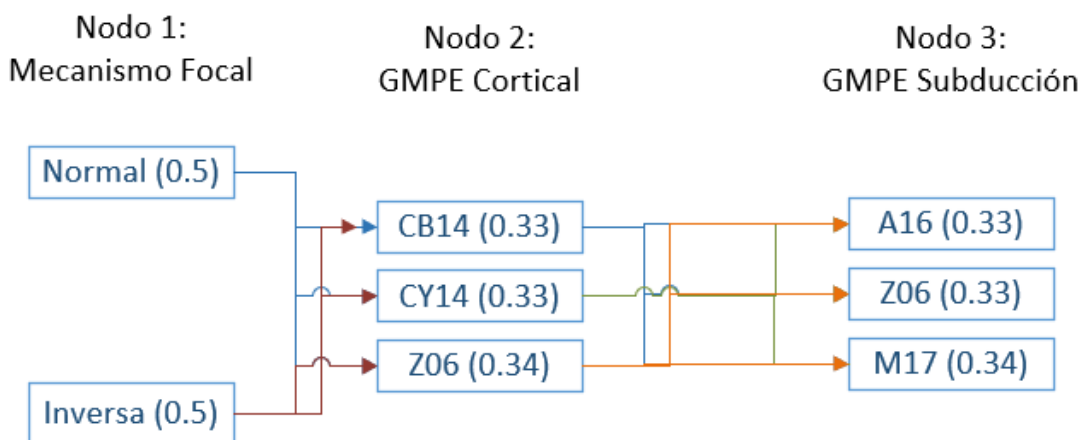 Nodo 1:
Mecanismo Focal
Nodo 2:
GMPE Cortical
Nodo 3:
GMPE Subducción
Normal (0.5)
Inversa (0.5)
CB14 (0.33)
CY14 (0.33)
Z06 (0.34)
A16 (0.33)
Z06 (0.33)
M17 (0.34)